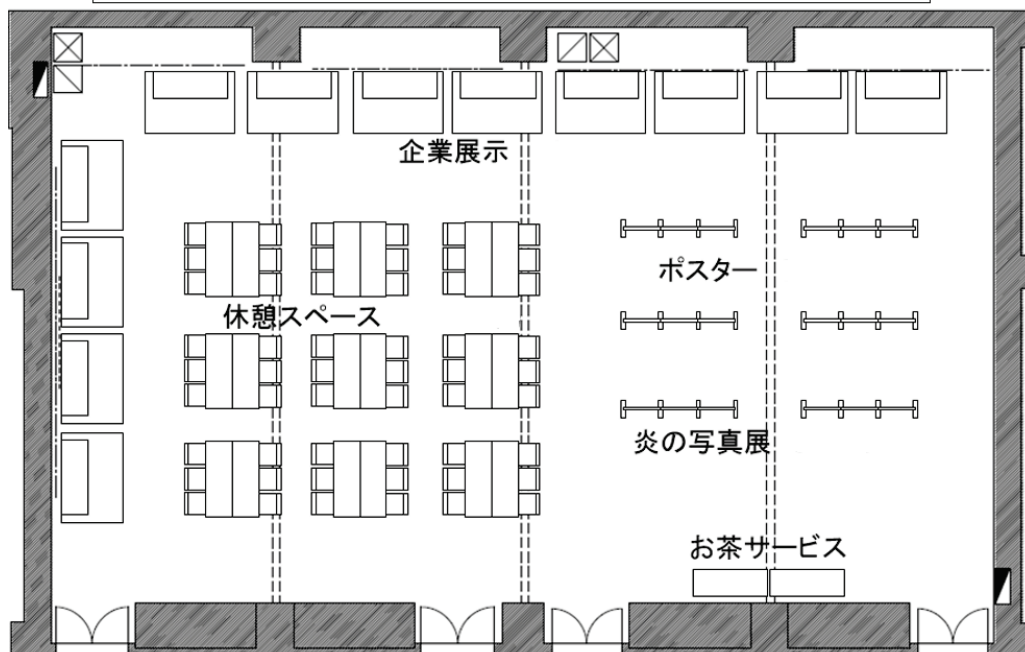 企業展示
ポスター
休憩スペース
炎の写真展
お茶サービス